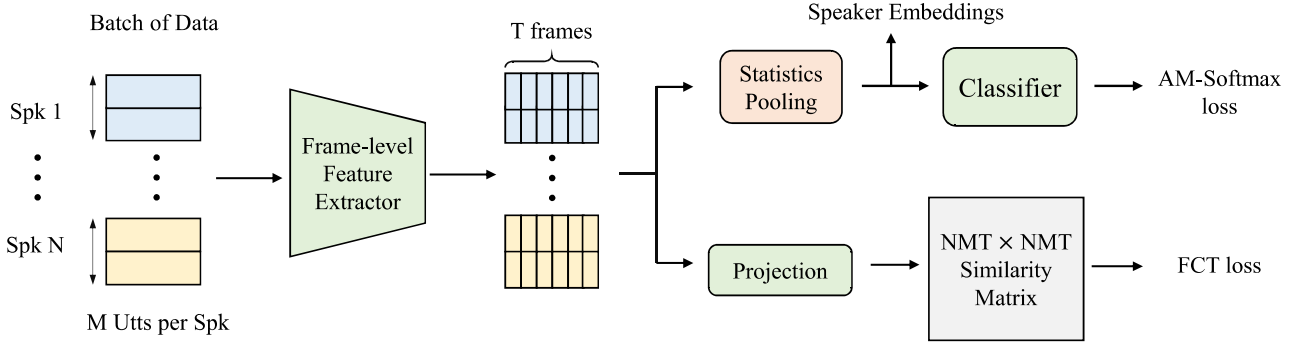 Batch of Data
Spk 1
Spk N
M Utts per Spk
Frame-level
Feature
Extractor
T frames
Speaker Embeddings
Statistics
Pooling
Classifier
AM-Softmax
loss
Projection
NMT × NMT
Similarity
Matrix
FCT loss